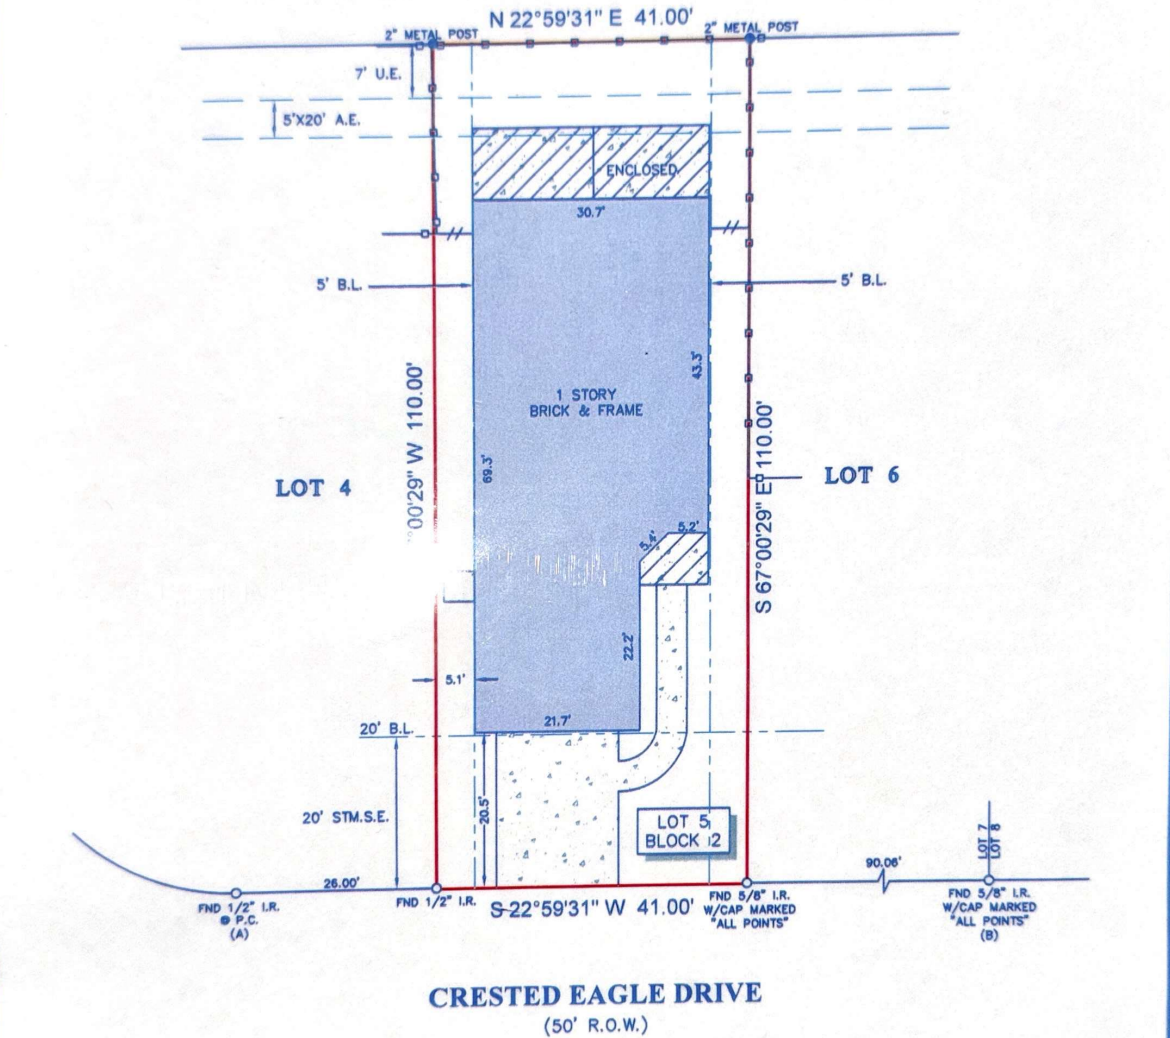 N 22°59'31" E 41.00'
2" METAL POST
2" METAL POST
7' U.E.
5'X20' A.E.
ENCLOSED
30.7'
5' B.L.
5' B.L.
43.3'
1 STORY
BRICK & FRAME
00'29" W 110.00'
S 67°00'29" E 110.00'
69.3'
LOT 4
LOT 6
5.4'
5.2'
22.2'
5.1'
21.7'
20' B.L.
20' STM.S.E.
20.5'
LOT 5
BLOCK 2
LOT 7
LOT 8
90.06'
26.00'
FND 1/2" I.R.
@ P.C.
(A)
FND 1/2" I.R.
S 22°59'31" W 41.00'
FND 5/8" I.R.
W/CAP MARKED
"ALL POINTS"
FND 5/8" I.R.
W/CAP MARKED
"ALL POINTS"
(B)
CRESTED EAGLE DRIVE
(50' R.O.W.)